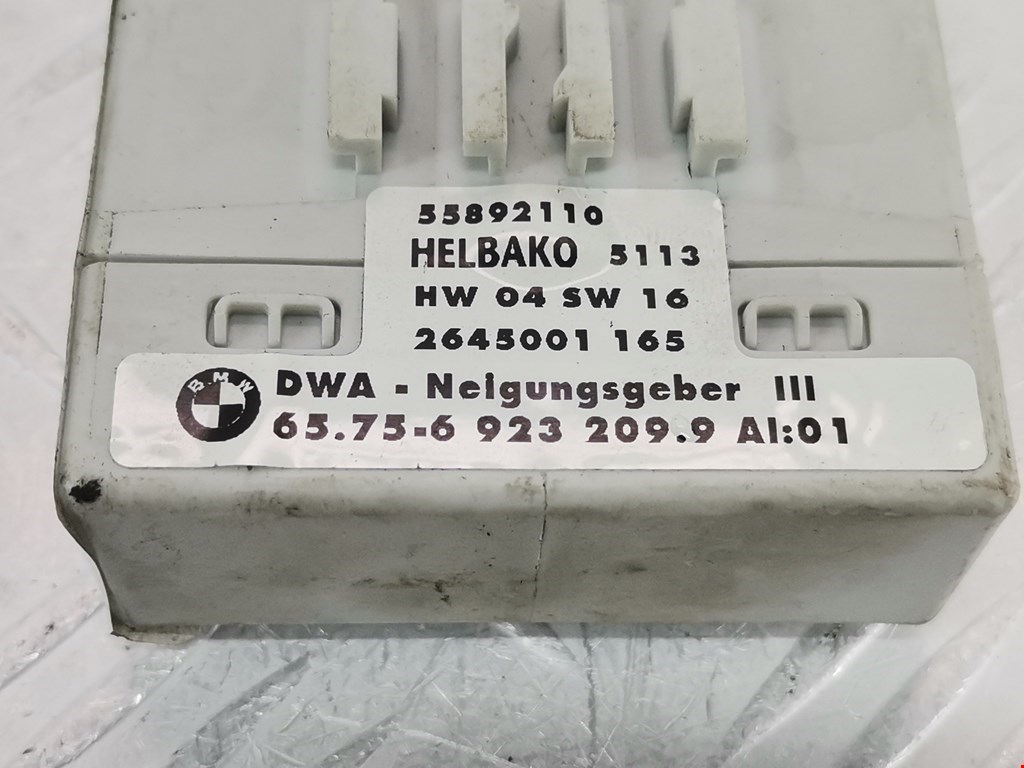 55892110
HELBAKO 5113
HW 04 SW 16
2645001 165
BMW
DWA - Neigungsgeber III
65.75-6 923 209.9 AI:01